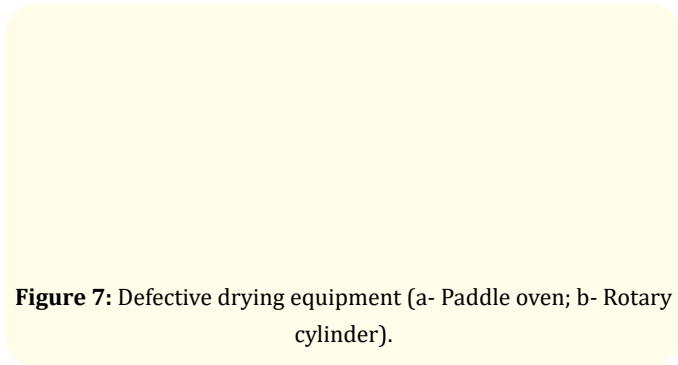 Figure 7: Defective drying equipment (a- Paddle oven; b- Rotary
cylinder).